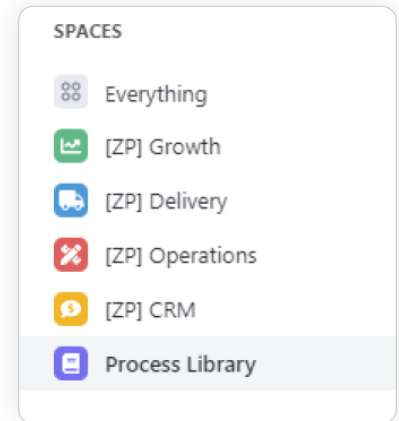 SPACES
Everything
[ZP] Growth
[ZP] Delivery
[ZP] Operations
[ZP] CRM
Process Library